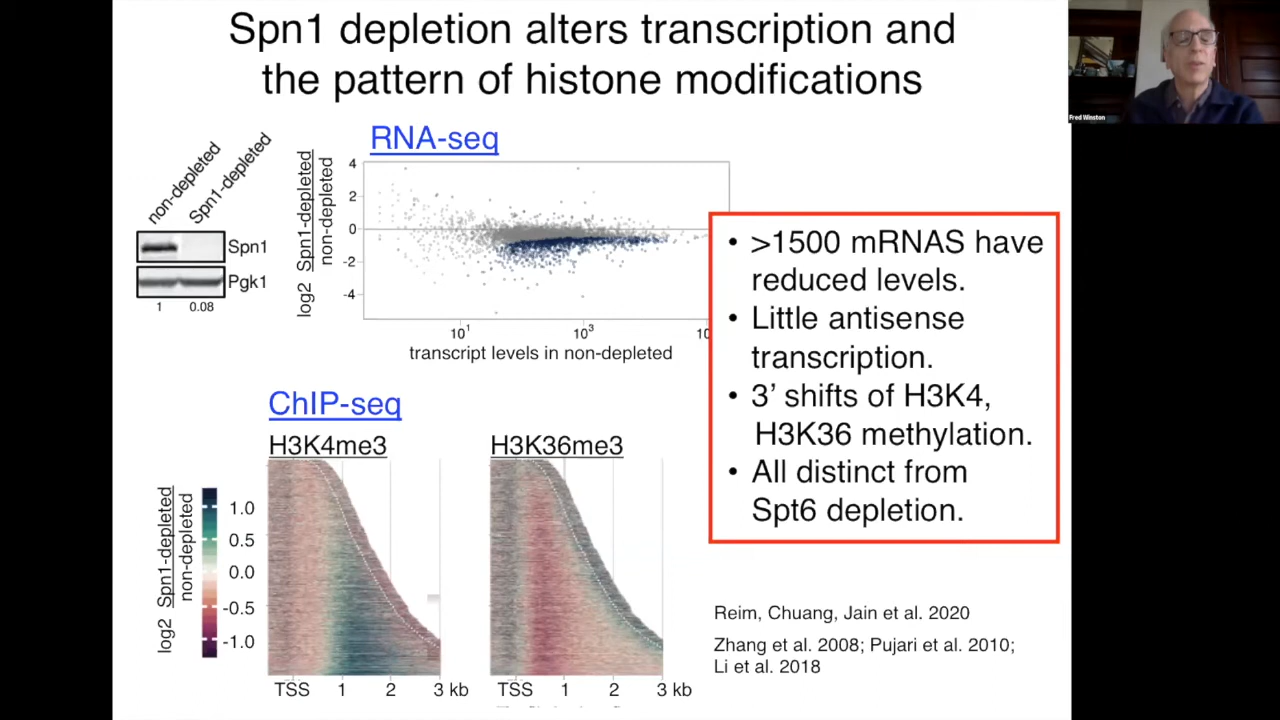 Spn1 depletion alters transcription and
the pattern of histone modifications
Fred Winston
non-depleted
Spn1-depleted
Spn1
Pgk1
1 0.08
RNA-seq
log2 Spn1-depleted
non-depleted
4
2
0
-2
-4
10¹ 10³ 10
transcript levels in non-depleted
• >1500 mRNAS have
reduced levels.
• Little antisense
transcription.
• 3’ shifts of H3K4,
H3K36 methylation.
• All distinct from
Spt6 depletion.
ChIP-seq
H3K4me3 H3K36me3
log2 Spn1-depleted
non-depleted
1.0
0.5
0.0
-0.5
-1.0
TSS 1 2 3 kb TSS 1 2 3 kb
Reim, Chuang, Jain et al. 2020
Zhang et al. 2008; Pujari et al. 2010;
Li et al. 2018